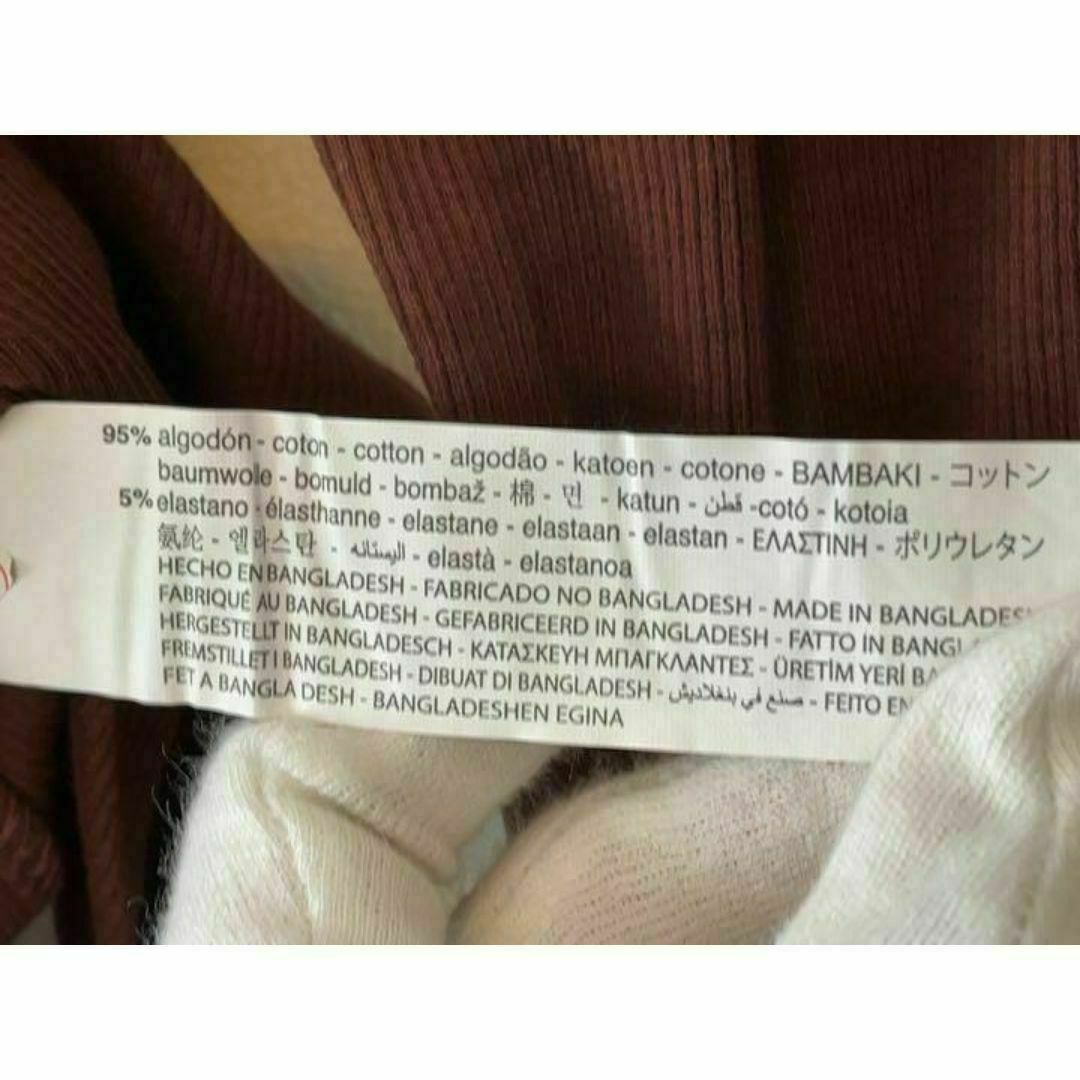 95% algodón - coton - cotton - algodão - katoen - cotone - BAMBAKI - コットン
baumwole - bomuld - bombaž - 棉 - 면 - katun - قطن - cotó - kotoia
5% elastano - élasthanne - elastane - elastaan - elastan - ΕΛΑΣΤΙΝΗ - ポリウレタン
氨纶 - 엘라스탄 - - elastà - elastanoa
HECHO EN BANGLADESH - FABRICADO NO BANGLADESH - MADE IN BANGLADES
FABRIQUÉ AU BANGLADESH - GEFABRICEERD IN BANGLADESH - FATTO IN BANGL
HERGESTELLT IN BANGLADESCH - ΚΑΤΑΣΚΕΥΗ ΜΠΑΓΚΛΑΝΤΕΣ - ÜRETİM YERİ BA
FREMSTILLET I BANGLADESH - DIBUAT DI BANGLADESH - صنع في بنغلاديش - FEITO EN
FET A BANGLA DESH - BANGLADESHEN EGINA